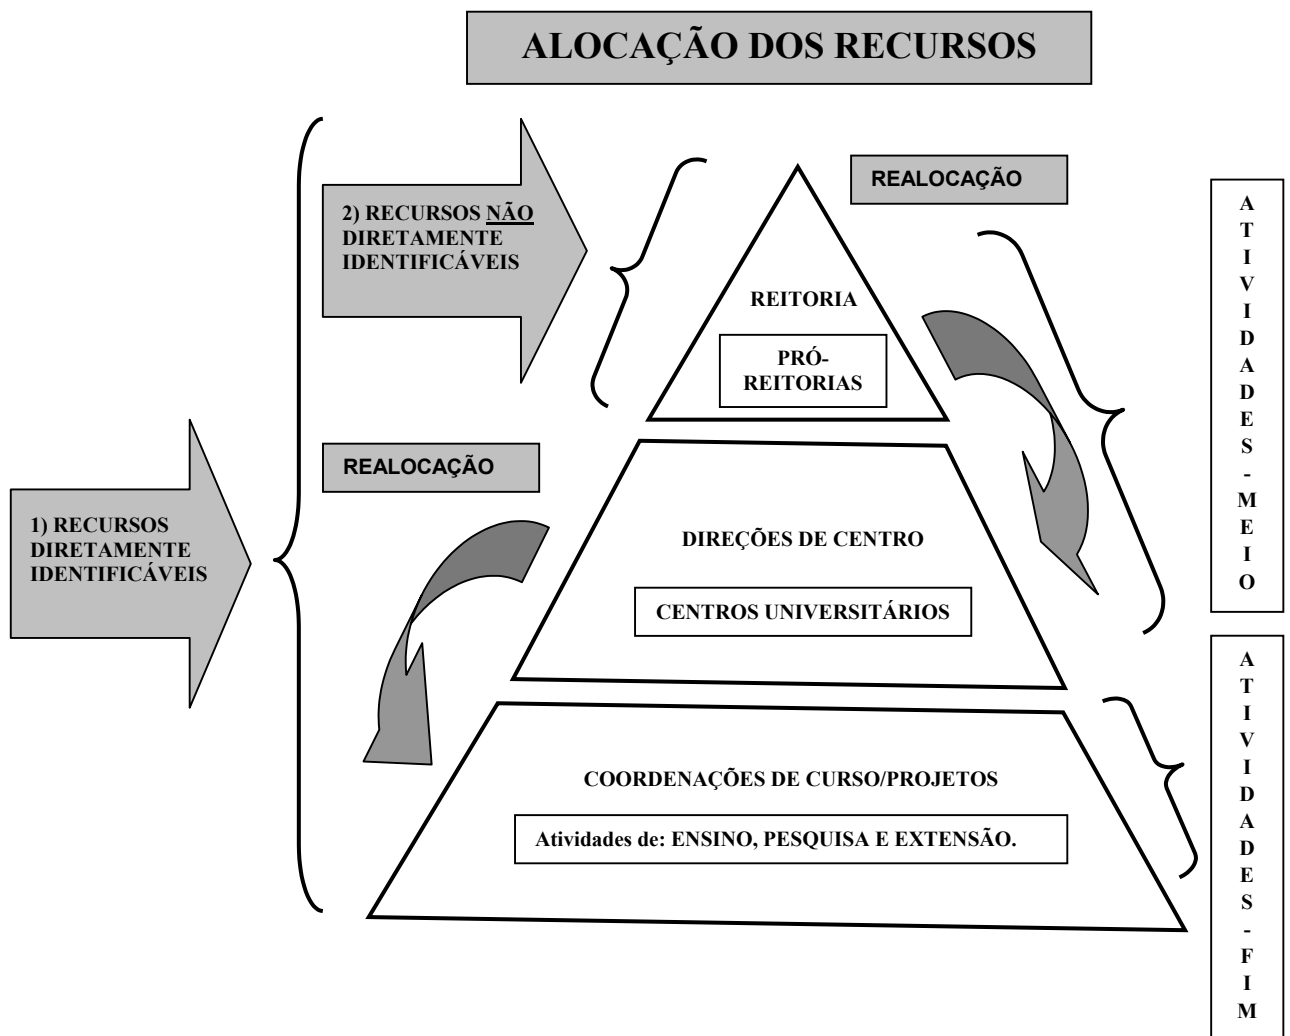 ALOCAÇÃO DOS RECURSOS
REALOCAÇÃO
2) RECURSOS NÃO
DIRETAMENTE
IDENTIFICÁVEIS
REITORIA
PRÓ-
REITORIAS
REALOCAÇÃO
1) RECURSOS
DIRETAMENTE
IDENTIFICÁVEIS
DIREÇÕES DE CENTRO
CENTROS UNIVERSITÁRIOS
COORDENAÇÕES DE CURSO/PROJETOS
Atividades de: ENSINO, PESQUISA E EXTENSÃO.
A
T
I
V
I
D
A
D
E
S
-
M
E
I
O
A
T
I
V
I
D
A
D
E
S
-
F
I
M